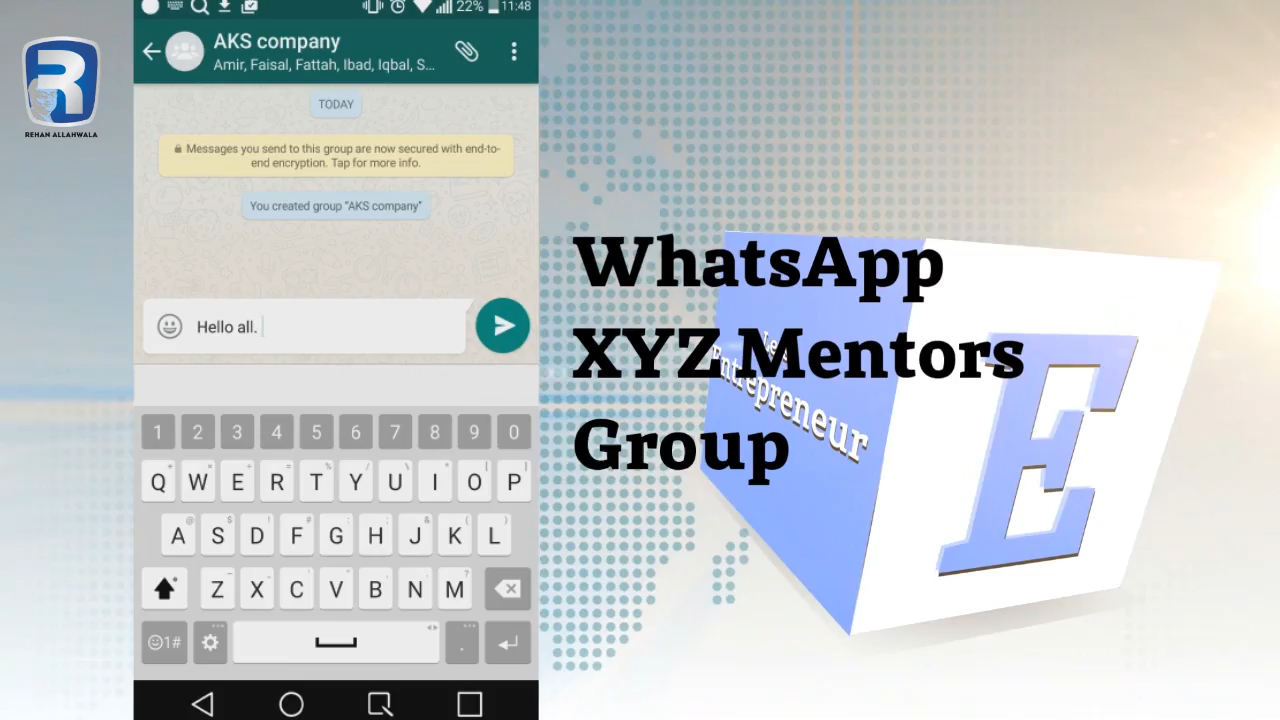 22% 11:48
AKS company
Amir, Faisal, Fattah, Ibad, Iqbal, S...
REHAN ALLAHWALA
TODAY
Messages you send to this group are now secured with end-to-
end encryption. Tap for more info.
You created group "AKS company"
Hello all.
WhatsApp
XYZ Mentors
Group
Entrepreneur
E
1 2 3 4 5 6 7 8 9 0
Q W E R T Y U I O P
A S D F G H J K L
Z X C V B N M
1# .